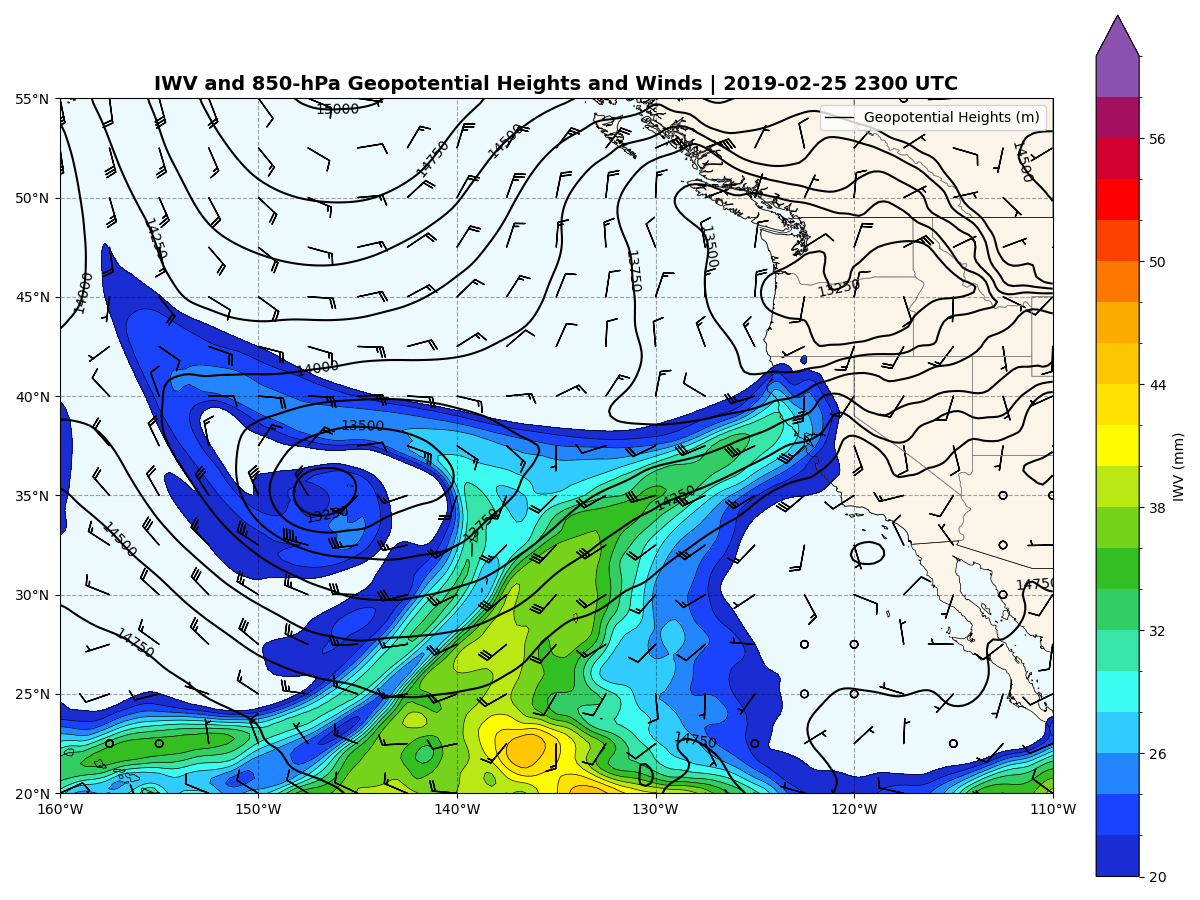 IWV and 850-hPa Geopotential Heights and Winds | 2019-02-25 2300 UTC
Geopotential Heights (m)
55°N
50°N
45°N
40°N
35°N
30°N
25°N
20°N
160°W
150°W
140°W
130°W
120°W
110°W
15000
14750
14500
14500
14250
14000
13750
13500
13250
14000
13500
13250
13750
14250
14500
14750
14750
14750
56
50
44
38
32
26
20
IWV (mm)